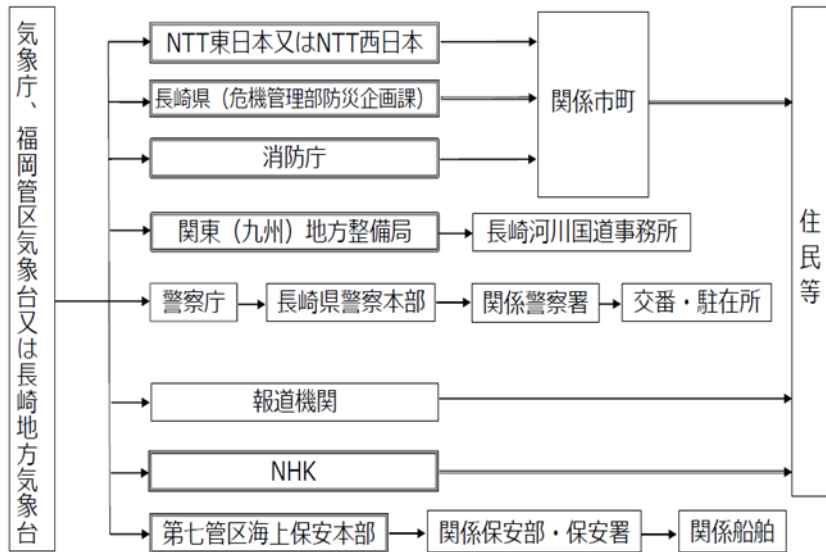 気象庁、福岡管区気象台又は長崎地方気象台
NTT東日本又はNTT西日本
長崎県（危機管理部防災企画課）
消防庁
関係市町
関東（九州）地方整備局
長崎河川国道事務所
警察庁
長崎県警察本部
関係警察署
交番・駐在所
報道機関
NHK
第七管区海上保安本部
関係保安部・保安署
関係船舶
住民等